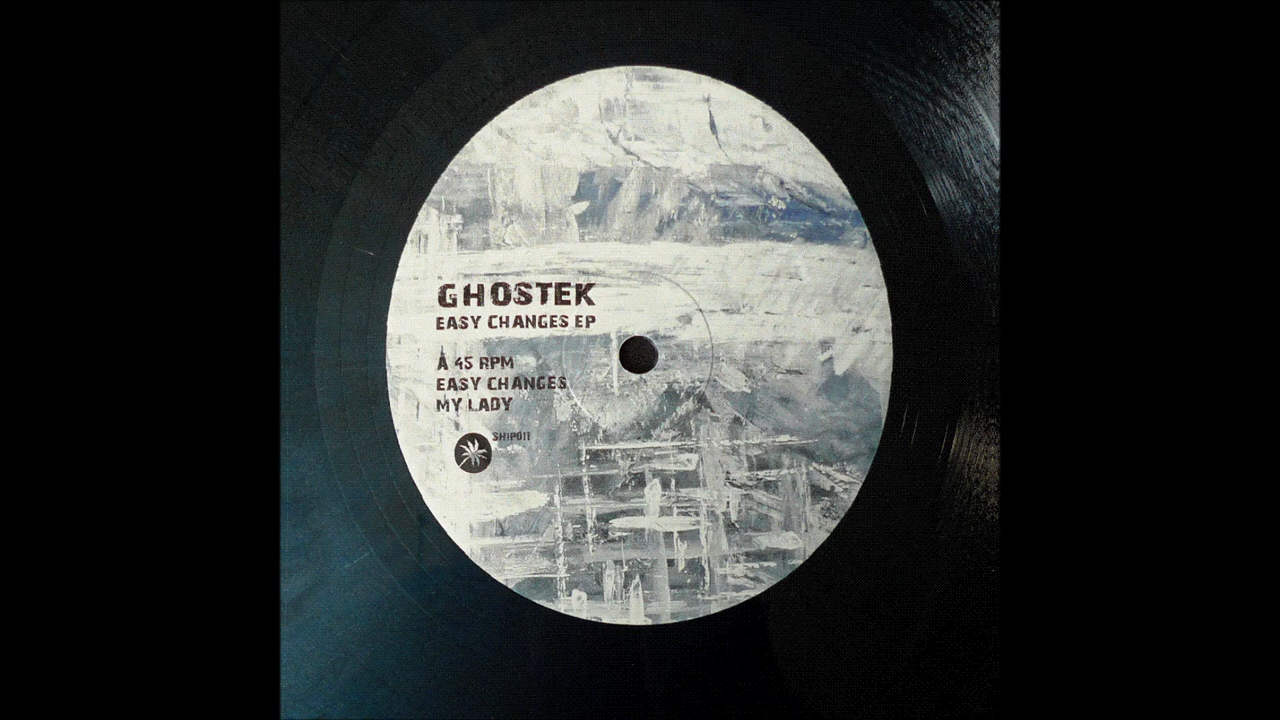 GHOSTEK
EASY CHANGES EP
A 45 RPM
EASY CHANGES
MY LADY
SHIP011